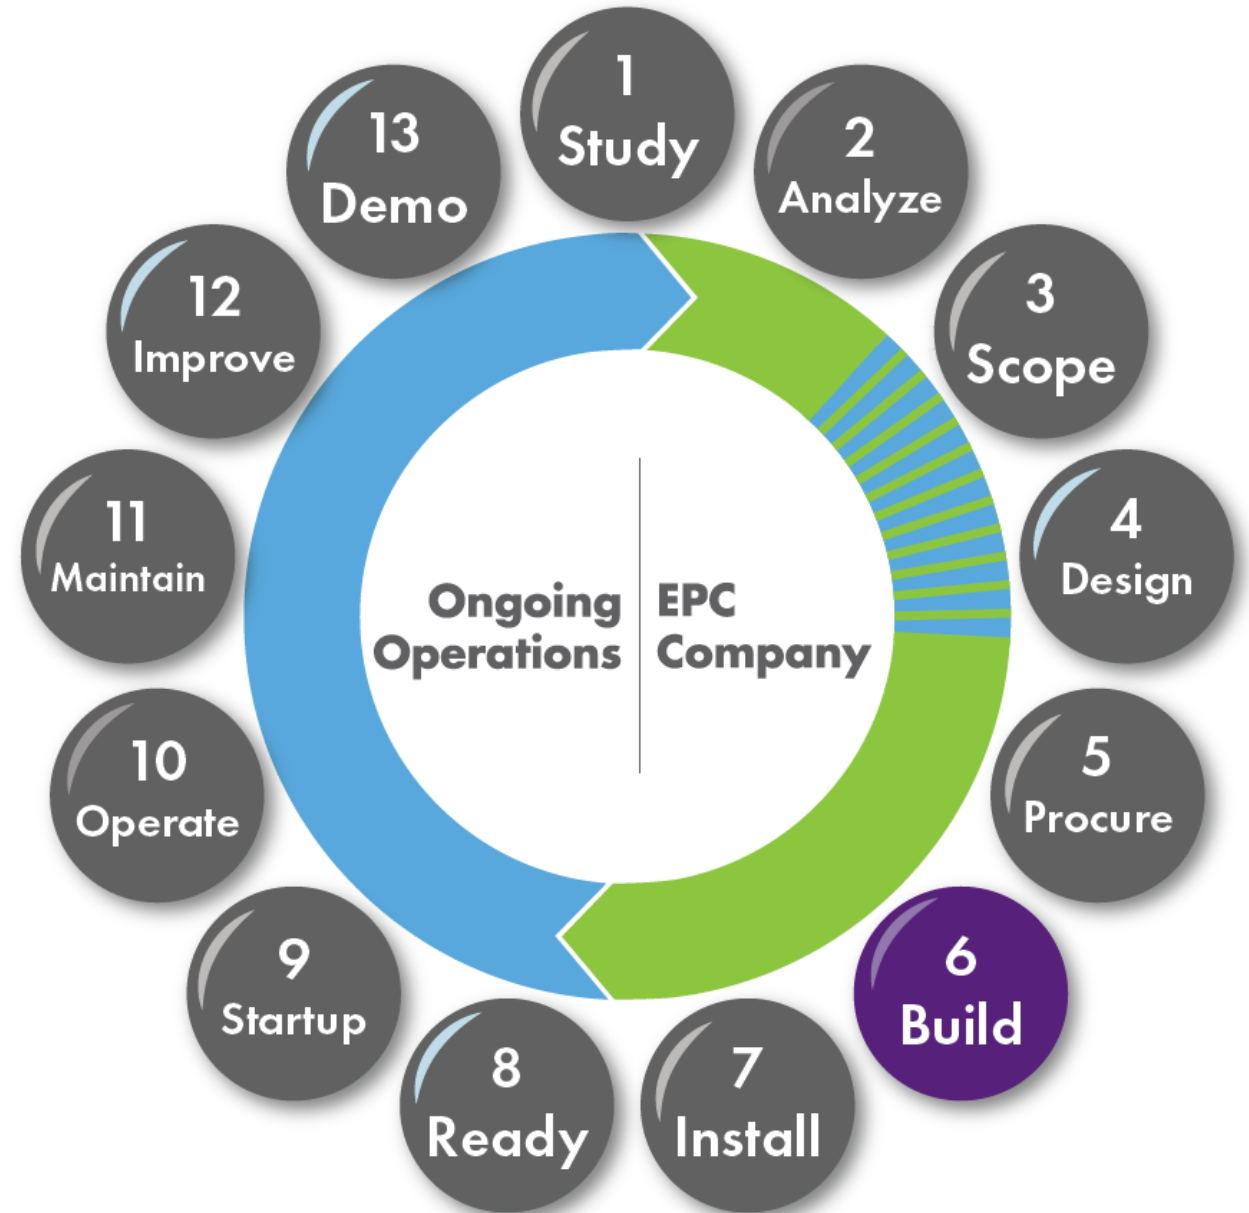 1
Study
2
Analyze
3
Scope
4
Design
5
Procure
6
Build
7
Install
8
Ready
9
Startup
10
Operate
11
Maintain
12
Improve
13
Demo
Ongoing
Operations
EPC
Company